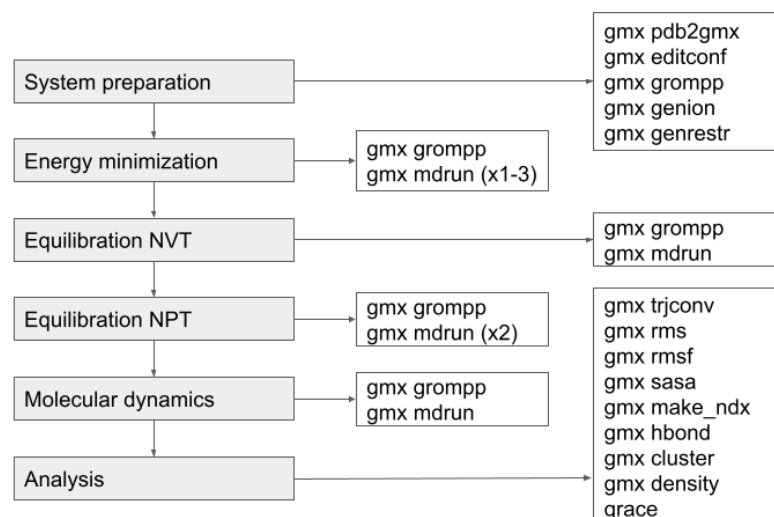 System preparation
gmx pdb2gmx
gmx editconf
gmx grompp
gmx genion
gmx genrestr
Energy minimization
gmx grompp
gmx mdrun (x1-3)
Equilibration NVT
gmx grompp
gmx mdrun
Equilibration NPT
gmx grompp
gmx mdrun (x2)
Molecular dynamics
gmx grompp
gmx mdrun
Analysis
gmx trjconv
gmx rms
gmx rmsf
gmx sasa
gmx make_ndx
gmx hbond
gmx cluster
gmx density
grace